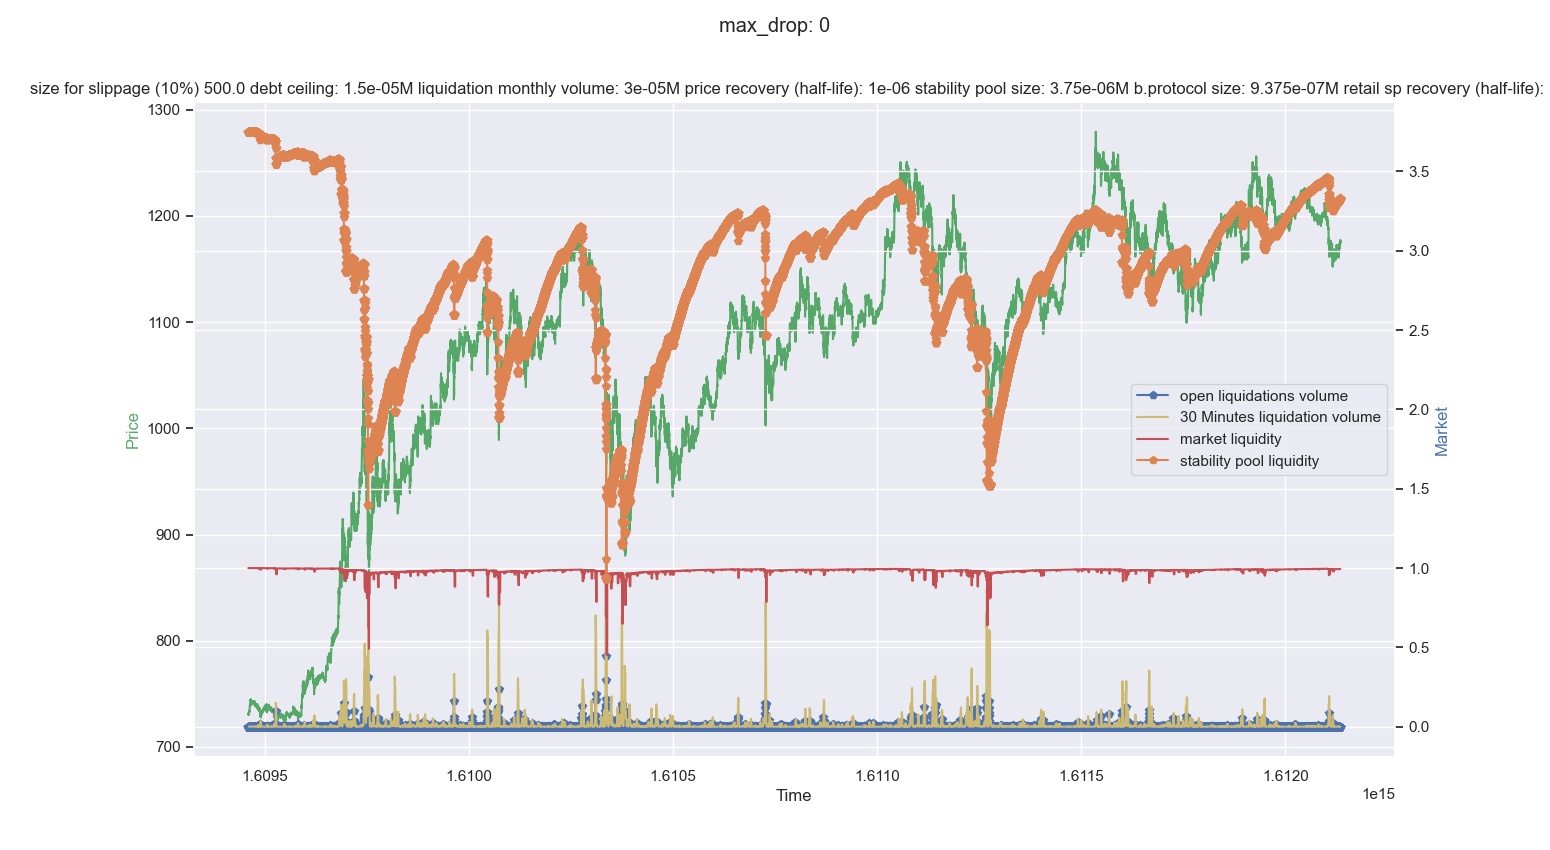 max_drop: 0
size for slippage (10%) 500.0 debt ceiling: 1.5e-05M liquidation monthly volume: 3e-05M price recovery (half-life): 1e-06 stability pool size: 3.75e-06M b.protocol size: 9.375e-07M retail sp recovery (half-life):
1300
1200
1100
1000
900
800
700
Price
3.5
3.0
2.5
2.0
1.5
1.0
0.5
0.0
Market
open liquidations volume
30 Minutes liquidation volume
market liquidity
stability pool liquidity
1.6095
1.6100
1.6105
1.6110
1.6115
1.6120
1e15
Time